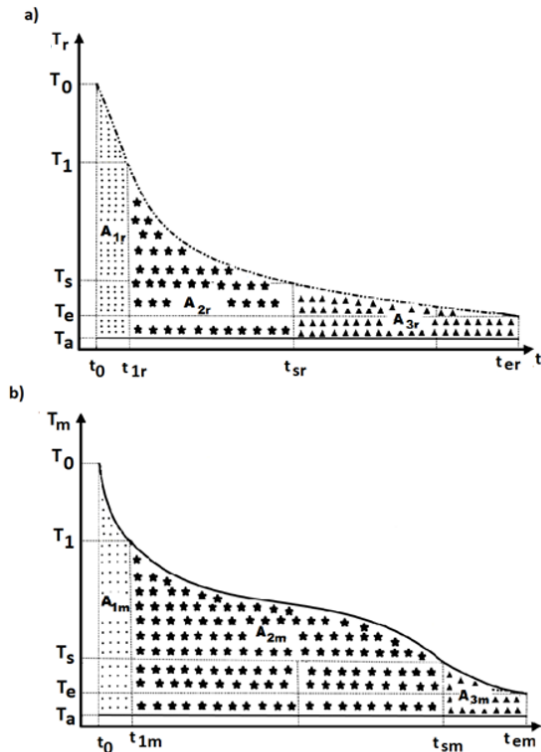 a)
Tr
T0
T1
A1r
Ts
A2r
Te
A3r
Ta
t0 t1r tsr ter t
b)
Tm
T0
T1
A1m
A2m
Ts
Te
A3m
Ta
t0 t1m tsm tem t